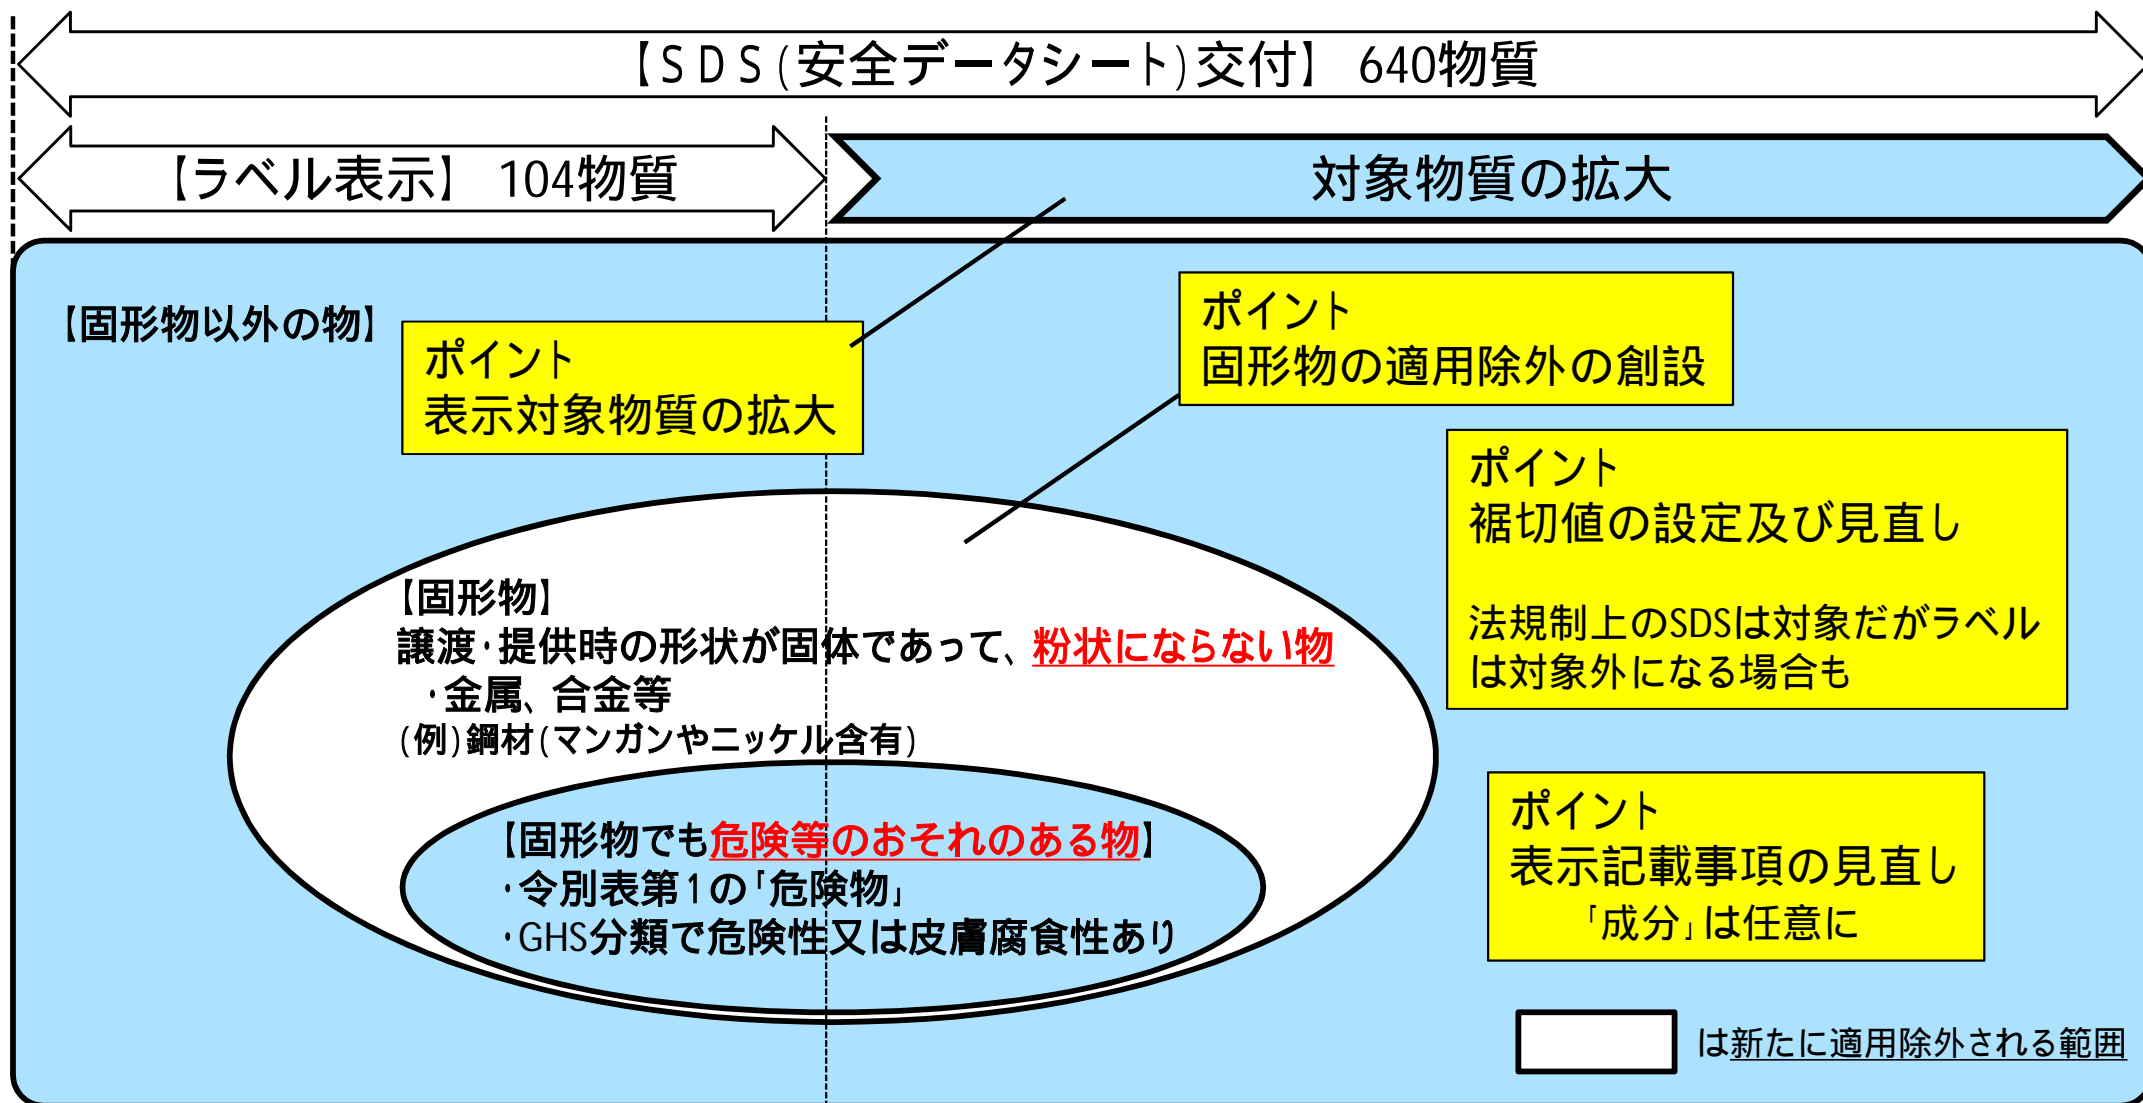 【SDS(安全データシート)交付】 640物質
【ラベル表示】 104物質
対象物質の拡大
【固形物以外の物】
ポイント
表示対象物質の拡大
ポイント
固形物の適用除外の創設
ポイント
裾切値の設定及び見直し
法規制上のSDSは対象だがラベル
は対象外になる場合も
【固形物】
譲渡・提供時の形状が固体であって、粉状にならない物
・金属、合金等
(例)鋼材(マンガンやニッケル含有)
【固形物でも危険等のおそれのある物】
・令別表第1の「危険物」
・GHS分類で危険性又は皮膚腐食性あり
ポイント
表示記載事項の見直し
「成分」は任意に
は新たに適用除外される範囲